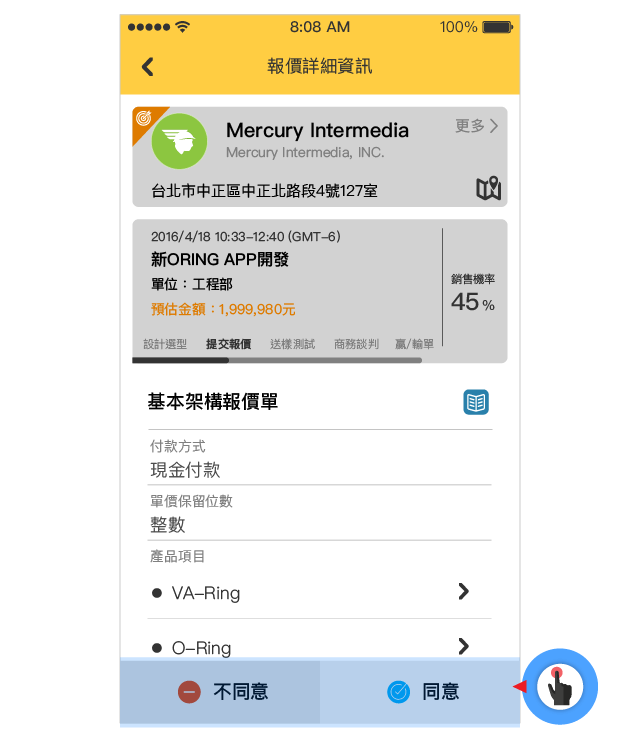 8:08 AM 100%
報價詳細資訊
Mercury Intermedia 更多
Mercury Intermedia, INC.
台北市中正區中正北路段4號127室
2016/4/18 10:33-12:40 (GMT-6)
新ORING APP開發
單位：工程部
預估金額：1,999,980元
銷售機率
45 %
設計選型 提交報價 送樣測試 商務談判 贏/輸單
基本架構報價單
付款方式
現金付款
單價保留位數
整數
產品項目
VA-Ring
O-Ring
不同意 同意